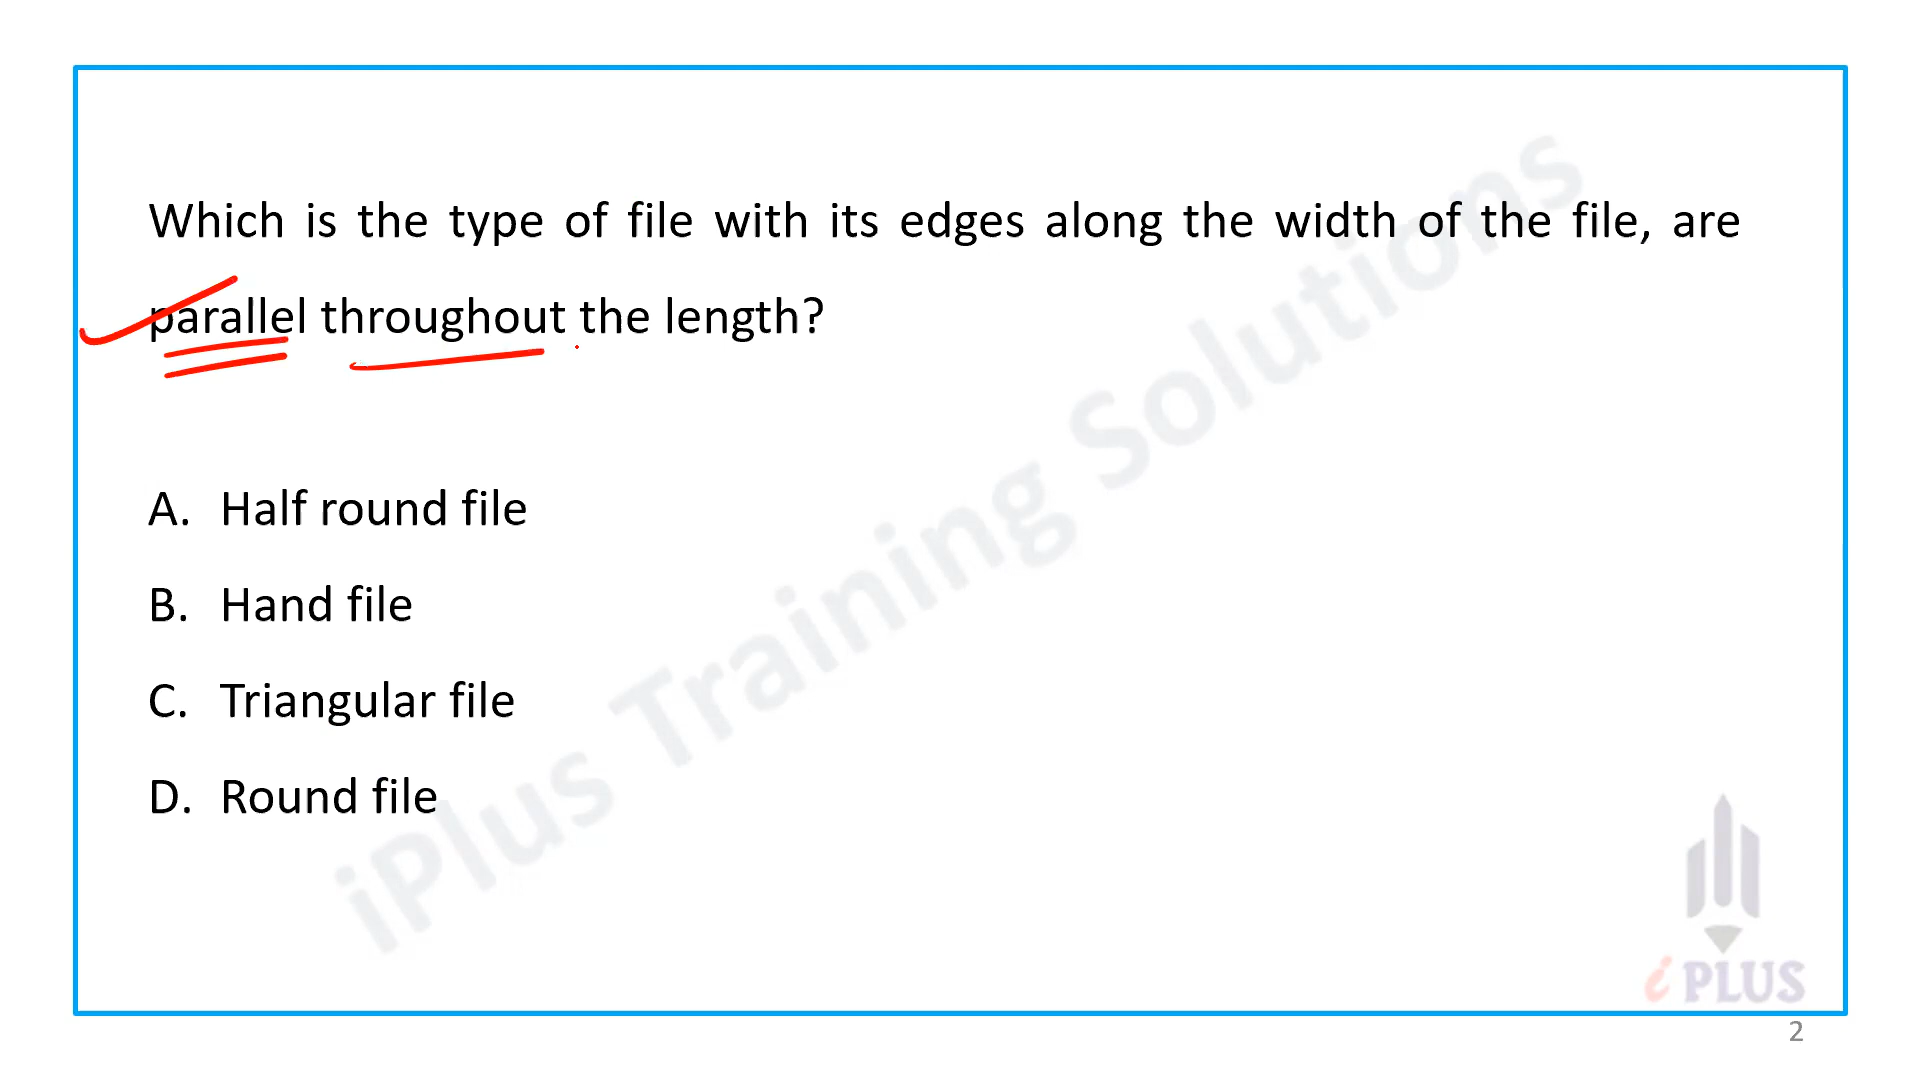 Which is the type of file with its edges along the width of the file, are
parallel throughout the length?
A. Half round file
B. Hand file
C. Triangular file
D. Round file
iPlus Training Solutions
i PLUS
2